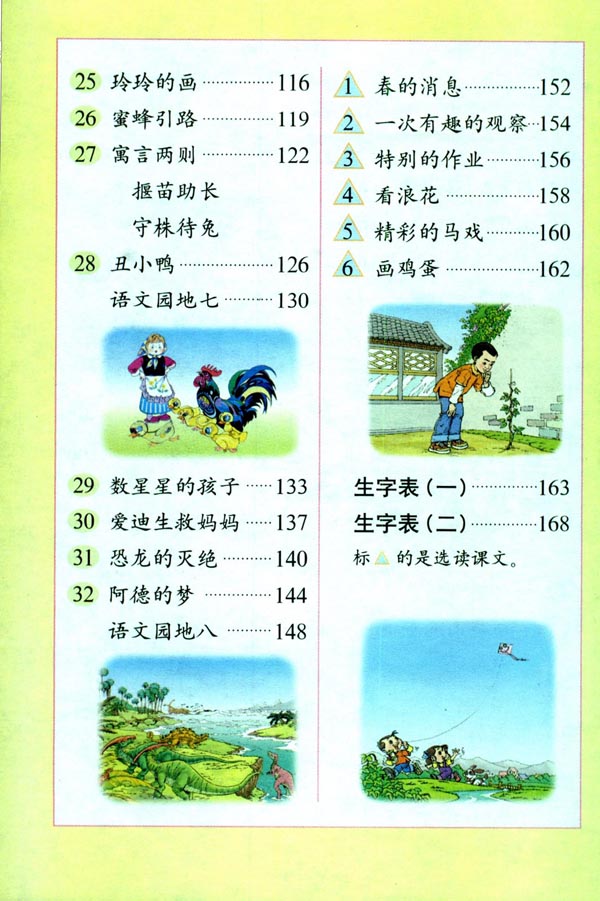 25 玲玲的画 ·············· 116
26 蜜蜂引路 ·············· 119
27 寓言两则 ·············· 122
揠苗助长
守株待兔
28 丑小鸭 ·················· 126
语文园地七 ·········· 130
29 数星星的孩子 ····· 133
30 爱迪生救妈妈 ····· 137
31 恐龙的灭绝 ·········· 140
32 阿德的梦 ·············· 144
语文园地八 ········· 148
1 春的消息 ··············· 152
2 一次有趣的观察 ·· 154
3 特别的作业 ··········· 156
4 看浪花 ·················· 158
5 精彩的马戏 ··········· 160
6 画鸡蛋 ·················· 162
生字表(一) ············· 163
生字表(二) ············· 168
标 的是选读课文。